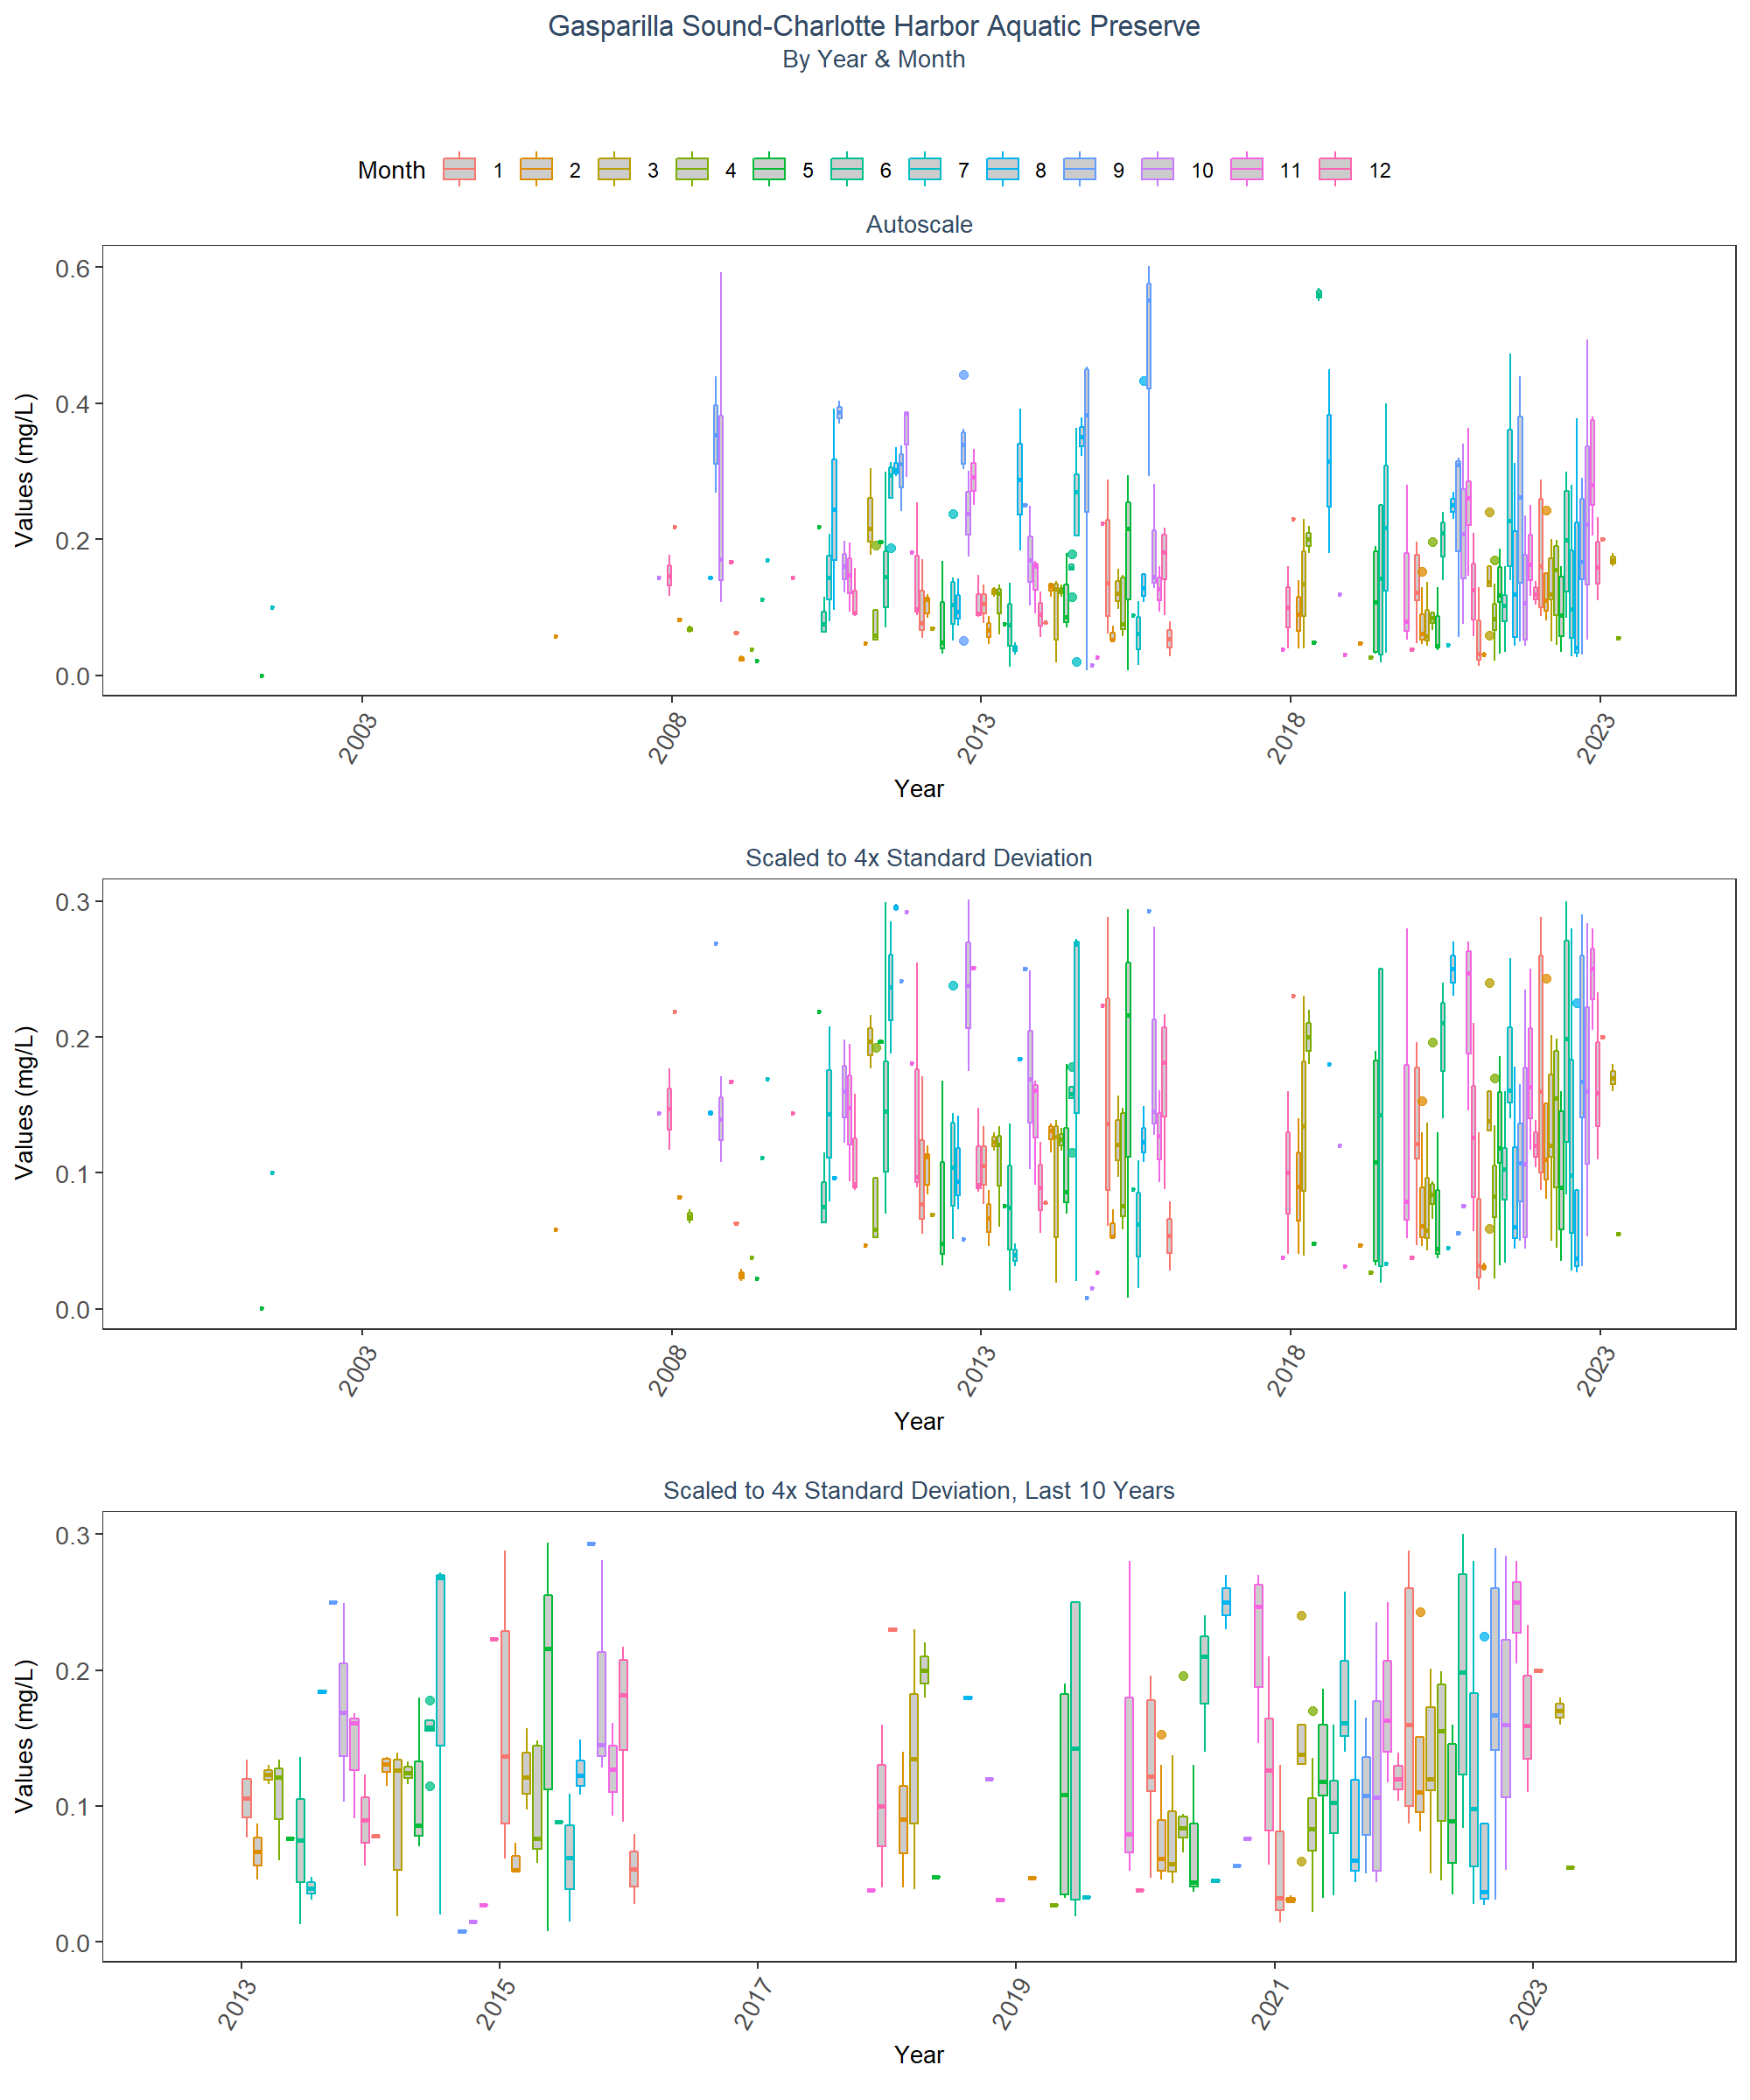 Gasparilla Sound-Charlotte Harbor Aquatic Preserve
By Year & Month
Month 1 2 3 4 5 6 7 8 9 10 11 12
Autoscale
Values (mg/L)
0.6
0.4
0.2
0.0
2003 2008 2013 2018 2023
Year
Scaled to 4x Standard Deviation
Values (mg/L)
0.3
0.2
0.1
0.0
2003 2008 2013 2018 2023
Year
Scaled to 4x Standard Deviation, Last 10 Years
Values (mg/L)
0.3
0.2
0.1
0.0
2013 2015 2017 2019 2021 2023
Year